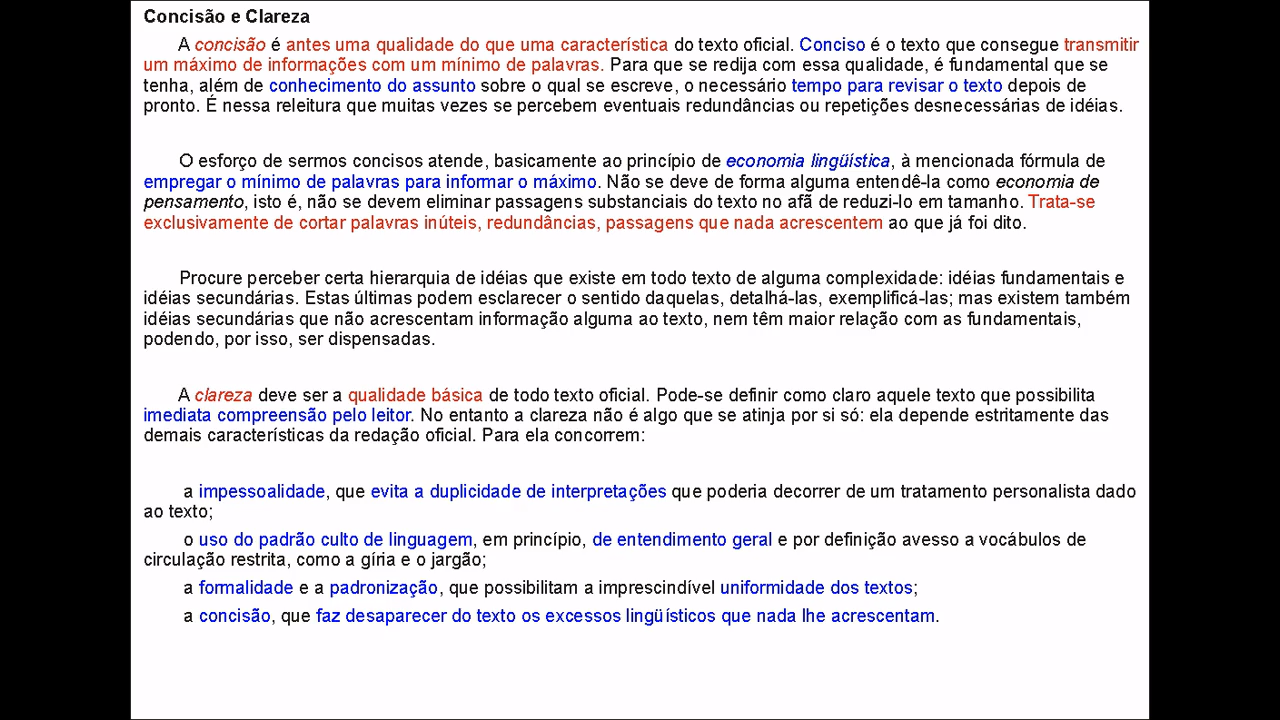 Concisão e Clareza
A concisão é antes uma qualidade do que uma característica do texto oficial. Conciso é o texto que consegue transmitir
um máximo de informações com um mínimo de palavras. Para que se redija com essa qualidade, é fundamental que se
tenha, além de conhecimento do assunto sobre o qual se escreve, o necessário tempo para revisar o texto depois de
pronto. É nessa releitura que muitas vezes se percebem eventuais redundâncias ou repetições desnecessárias de idéias.
O esforço de sermos concisos atende, basicamente ao princípio de economia lingüística, à mencionada fórmula de
empregar o mínimo de palavras para informar o máximo. Não se deve de forma alguma entendê-la como economia de
pensamento, isto é, não se devem eliminar passagens substanciais do texto no afã de reduzi-lo em tamanho. Trata-se
exclusivamente de cortar palavras inúteis, redundâncias, passagens que nada acrescentem ao que já foi dito.
Procure perceber certa hierarquia de idéias que existe em todo texto de alguma complexidade: idéias fundamentais e
idéias secundárias. Estas últimas podem esclarecer o sentido daquelas, detalhá-las, exemplificá-las; mas existem também
idéias secundárias que não acrescentam informação alguma ao texto, nem têm maior relação com as fundamentais,
podendo, por isso, ser dispensadas.
A clareza deve ser a qualidade básica de todo texto oficial. Pode-se definir como claro aquele texto que possibilita
imediata compreensão pelo leitor. No entanto a clareza não é algo que se atinja por si só: ela depende estritamente das
demais características da redação oficial. Para ela concorrem:
a impessoalidade, que evita a duplicidade de interpretações que poderia decorrer de um tratamento personalista dado
ao texto;
o uso do padrão culto de linguagem, em princípio, de entendimento geral e por definição avesso a vocábulos de
circulação restrita, como a gíria e o jargão;
a formalidade e a padronização, que possibilitam a imprescindível uniformidade dos textos;
a concisão, que faz desaparecer do texto os excessos lingüísticos que nada lhe acrescentam.